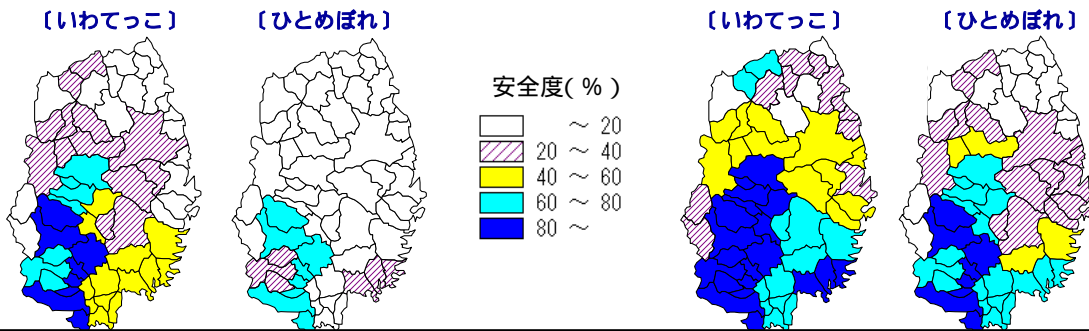 〔いわてっこ〕
〔ひとめぼれ〕
安全度(％)
～ 20
20 ～ 40
40 ～ 60
60 ～ 80
80 ～
〔いわてっこ〕
〔ひとめぼれ〕